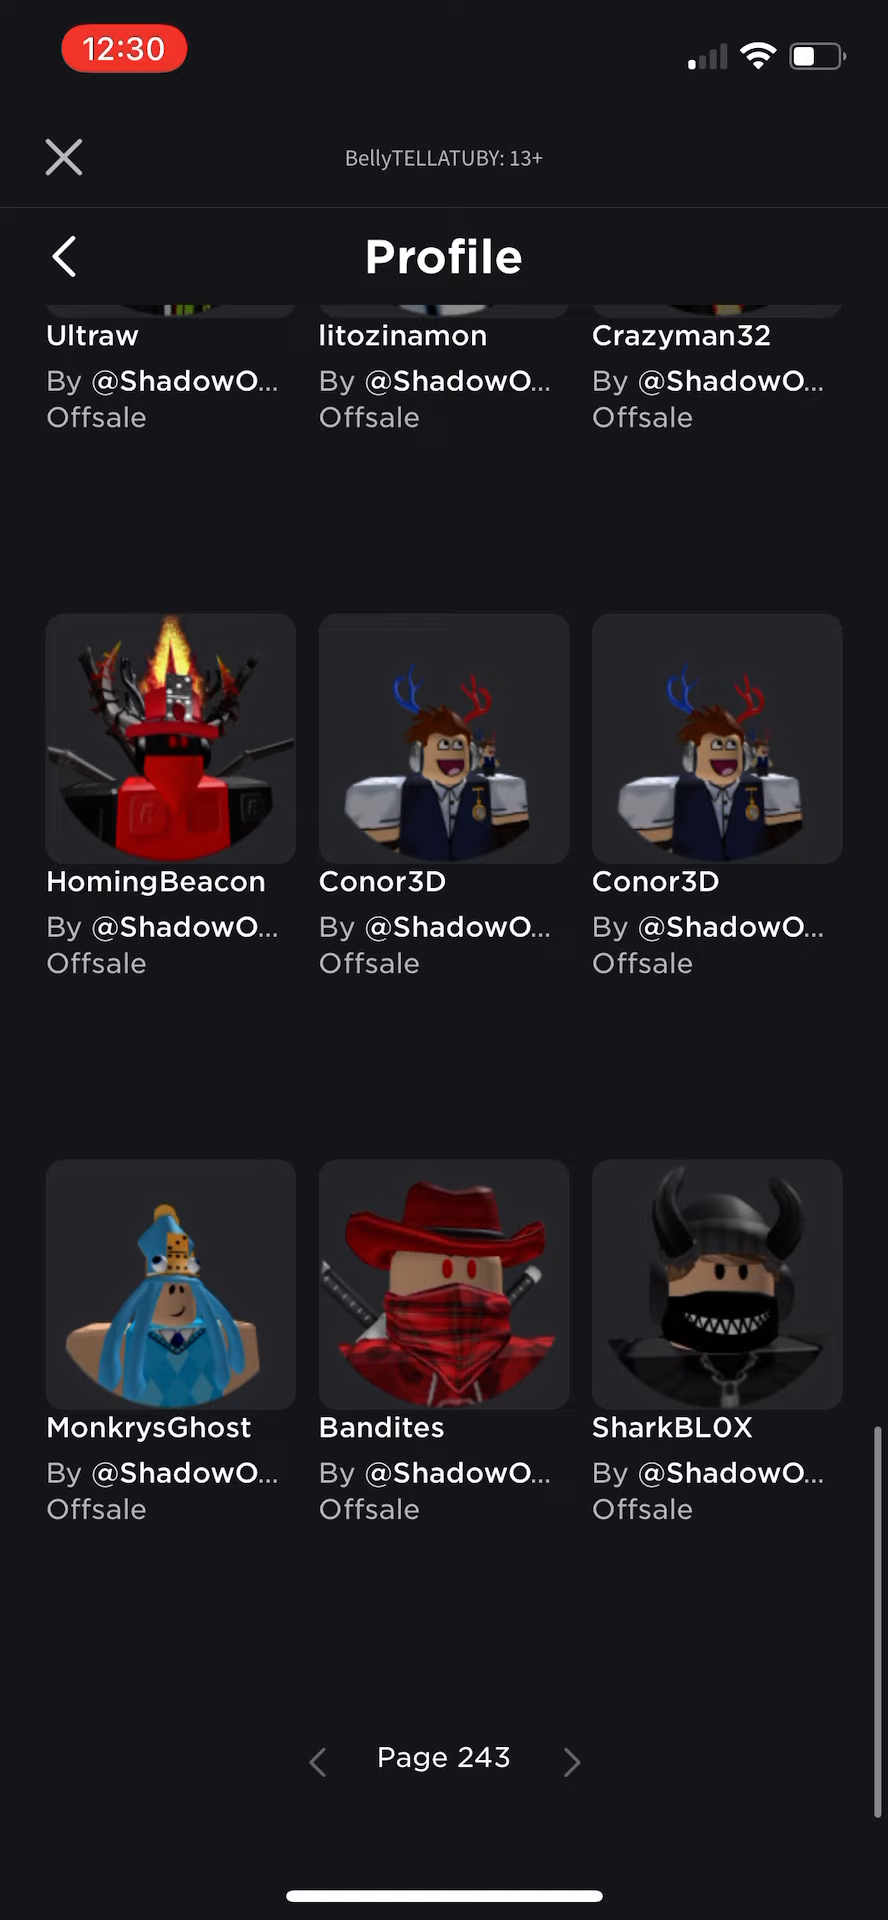 12:30
BellyTELLATUBY: 13+
Profile
Ultraw litozinamon Crazyman32
By @ShadowO... By @ShadowO... By @ShadowO...
Offsale Offsale Offsale
HomingBeacon Conor3D Conor3D
By @ShadowO... By @ShadowO... By @ShadowO...
Offsale Offsale Offsale
MonkrysGhost Bandites SharkBL0X
By @ShadowO... By @ShadowO... By @ShadowO...
Offsale Offsale Offsale
Page 243